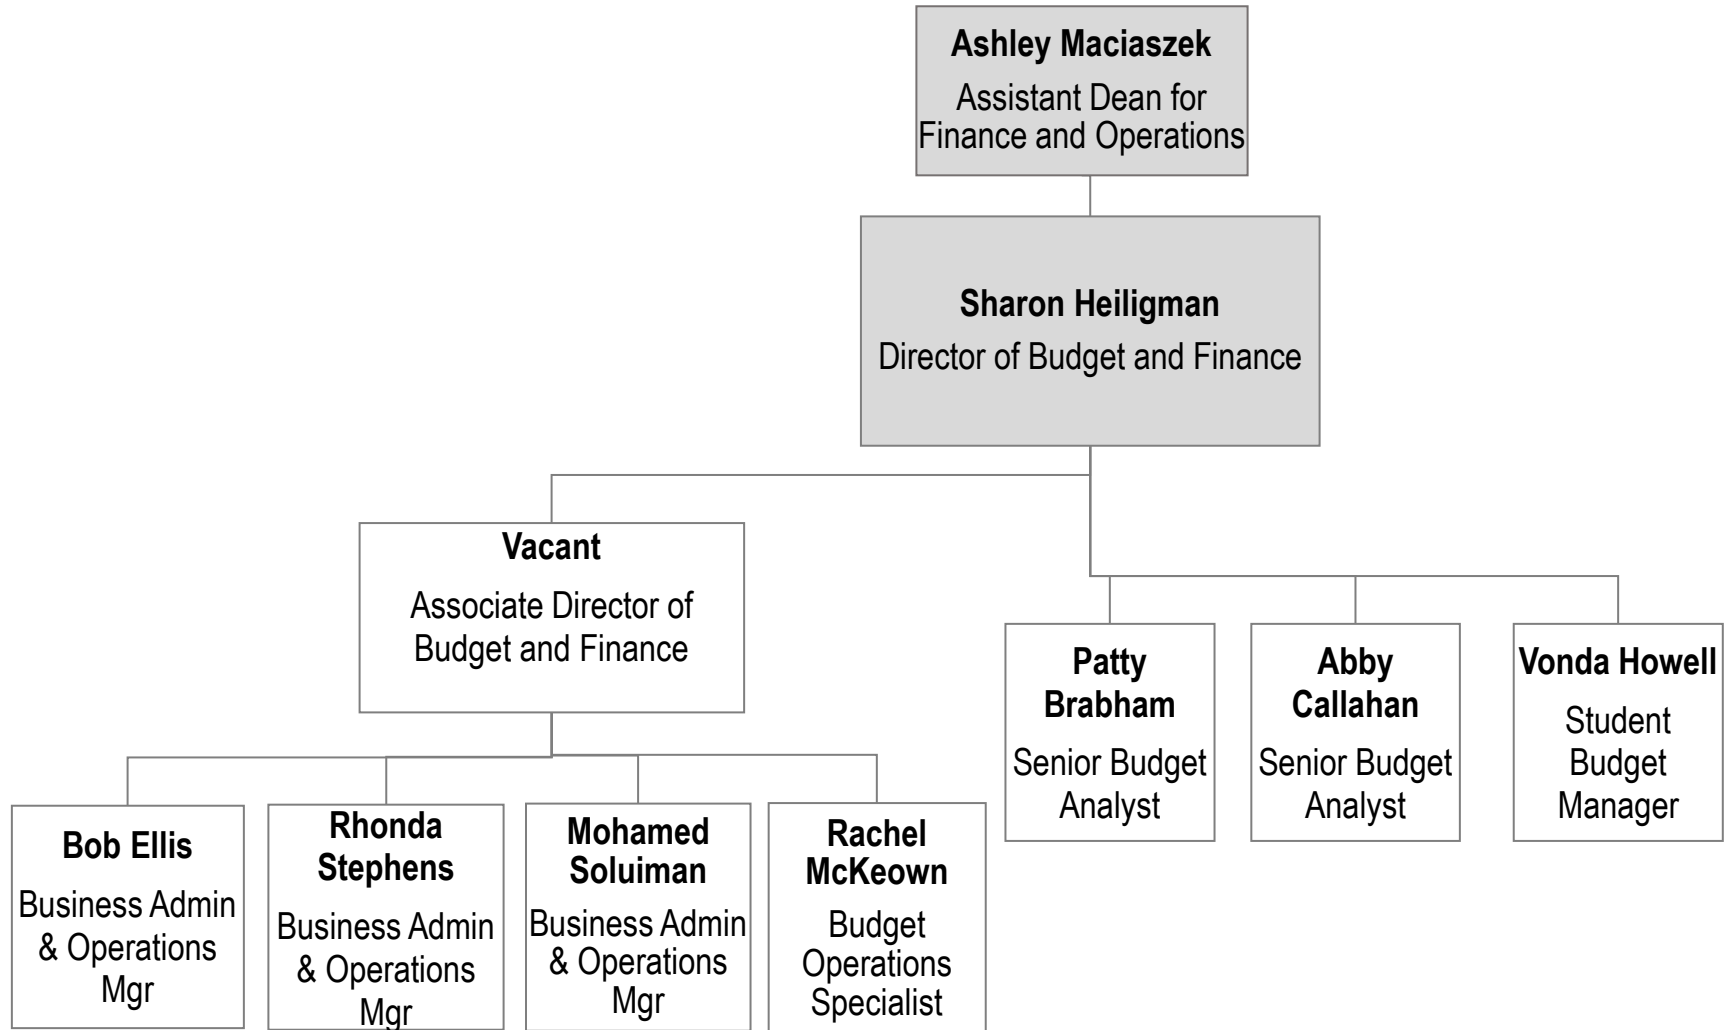 Ashley Maciaszek
Assistant Dean for
Finance and Operations
Sharon Heiligman
Director of Budget and Finance
Vacant
Associate Director of
Budget and Finance
Patty
Brabham
Senior Budget
Analyst
Abby
Callahan
Senior Budget
Analyst
Vonda Howell
Student
Budget
Manager
Bob Ellis
Business Admin
& Operations
Mgr
Rhonda
Stephens
Business Admin
& Operations
Mgr
Mohamed
Soluiman
Business Admin
& Operations
Mgr
Rachel
McKeown
Budget
Operations
Specialist